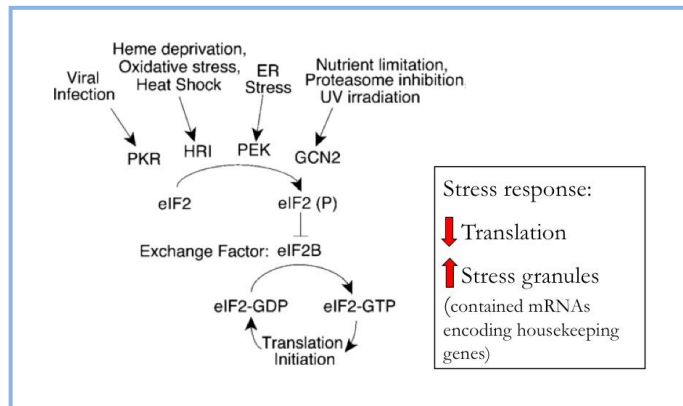 Heme deprivation,
Oxidative stress,
Heat Shock
Viral
Infection
ER
Stress
Nutrient limitation,
Proteasome inhibition
UV irradiation
PKR
HRI
PEK
GCN2
eIF2
eIF2 (P)
Exchange Factor: eIF2B
eIF2-GDP
eIF2-GTP
Translation
Initiation
Stress response:
Translation
Stress granules
(contained mRNAs
encoding housekeeping
genes)